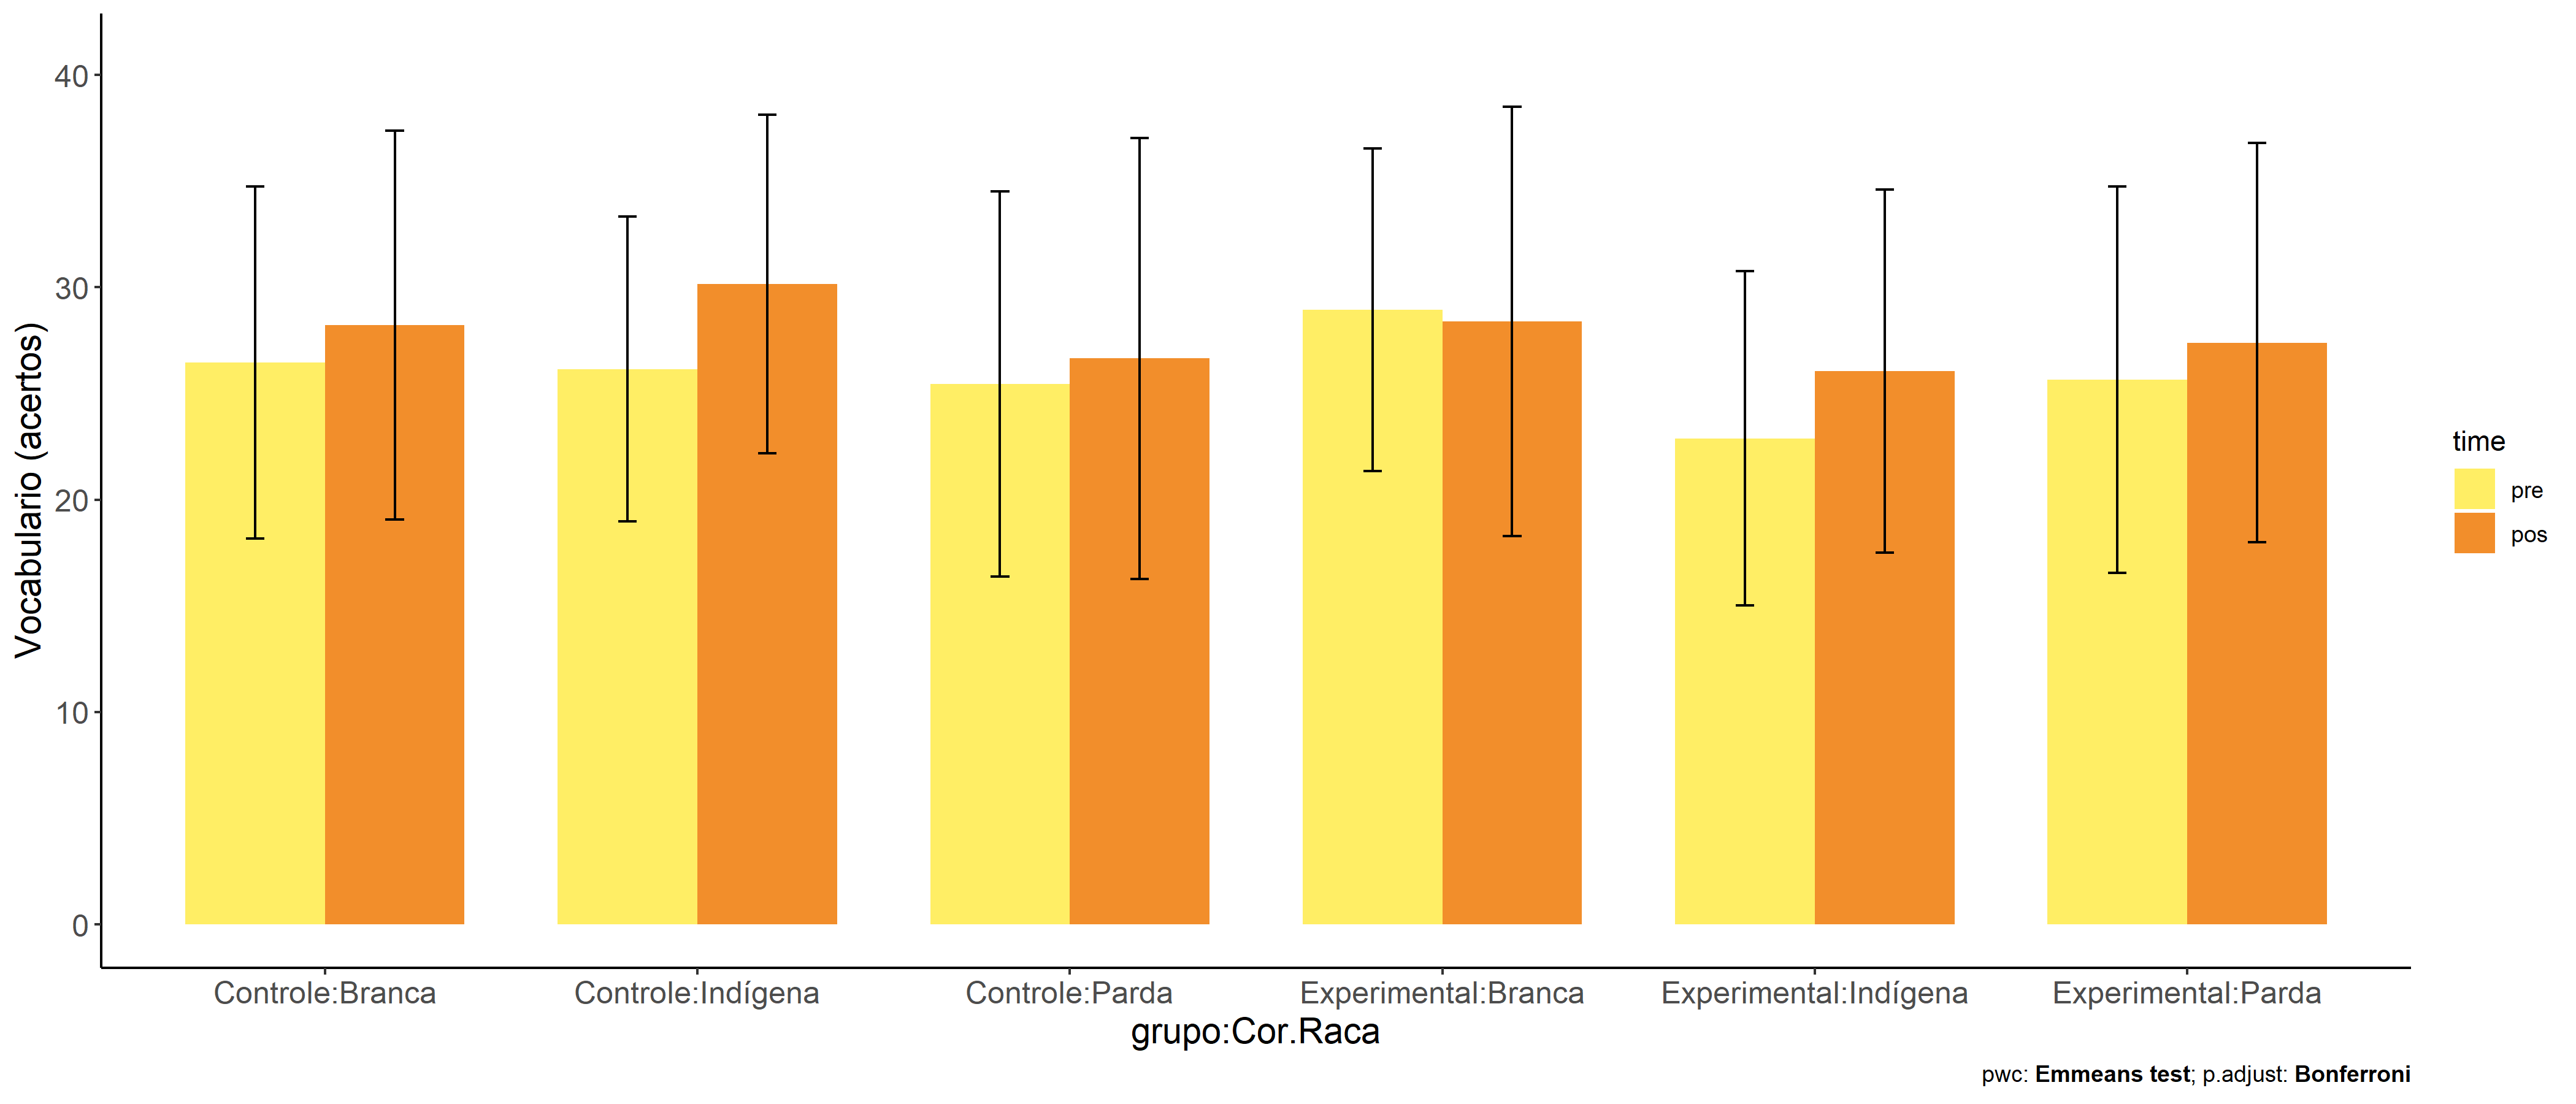 40
30
20
10
0
Vocabulario (acertos)
Controle:Branca
Controle:Indígena
Controle:Parda
Experimental:Branca
Experimental:Indígena
Experimental:Parda
grupo:Cor.Raca
time
pre
pos
pwc: Emmeans test; p.adjust: Bonferroni